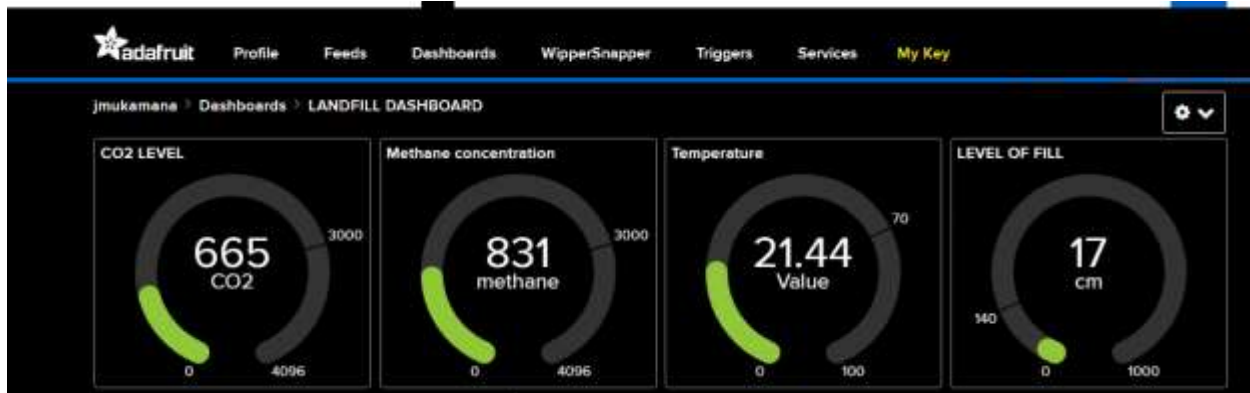 adafruit Profile Feeds Dashboards WipperSnapper Triggers Services My Key
jmukamana > Dashboards > LANDFILL DASHBOARD
CO2 LEVEL
665
CO2
3000
0 4096
Methane concentration
831
methane
3000
0 4096
Temperature
21.44
Value
70
0 100
LEVEL OF FILL
17
cm
140
0 1000